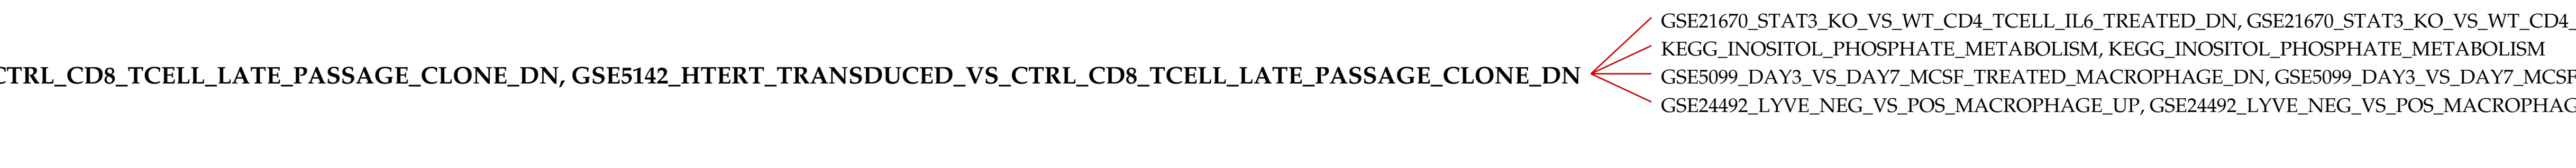 GSE21670_STAT3_KO_VS_WT_CD4_TCELL_IL6_TREATED_DN, GSE21670_STAT3_KO_VS_WT_CD4_
KEGG_INOSITOL_PHOSPHATE_METABOLISM, KEGG_INOSITOL_PHOSPHATE_METABOLISM
CTRL_CD8_TCELL_LATE_PASSAGE_CLONE_DN, GSE5142_HTERT_TRANSDUCED_VS_CTRL_CD8_TCELL_LATE_PASSAGE_CLONE_DN
GSE5099_DAY3_VS_DAY7_MCSF_TREATED_MACROPHAGE_DN, GSE5099_DAY3_VS_DAY7_MCSF
GSE24492_LYVE_NEG_VS_POS_MACROPHAGE_UP, GSE24492_LYVE_NEG_VS_POS_MACROPHAG